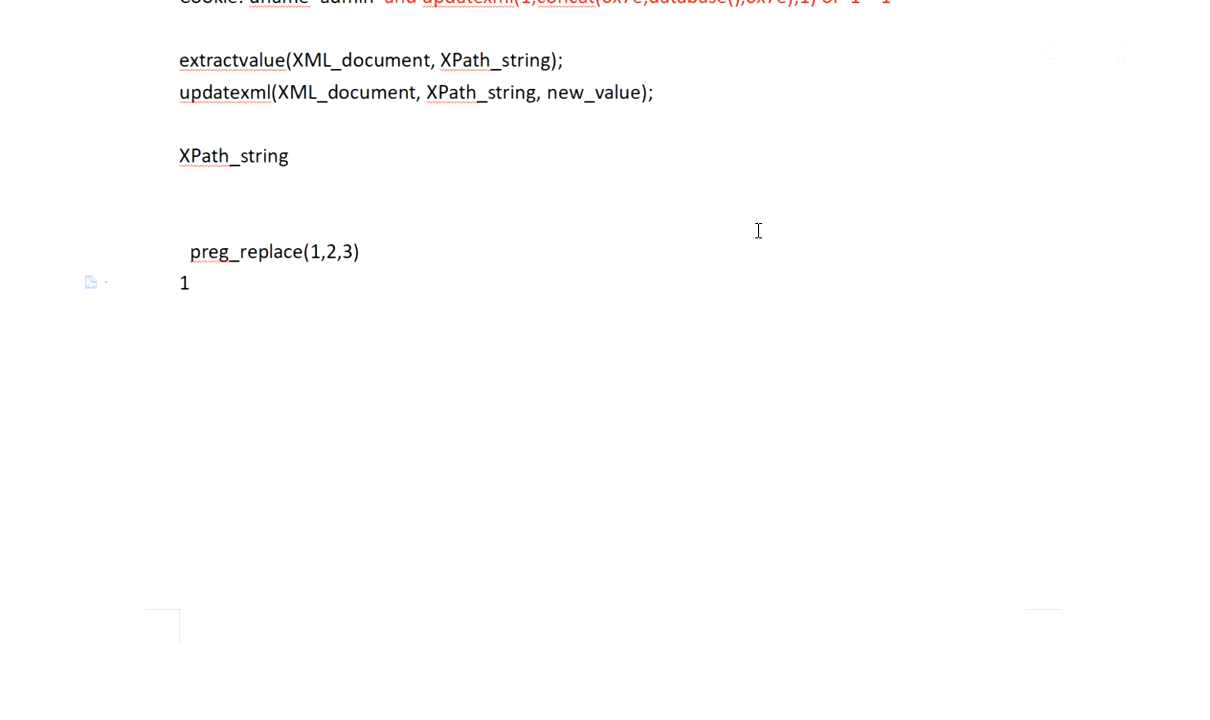 extractvalue(XML_document, XPath_string);
updatexml(XML_document, XPath_string, new_value);
XPath_string
preg_replace(1,2,3)
1